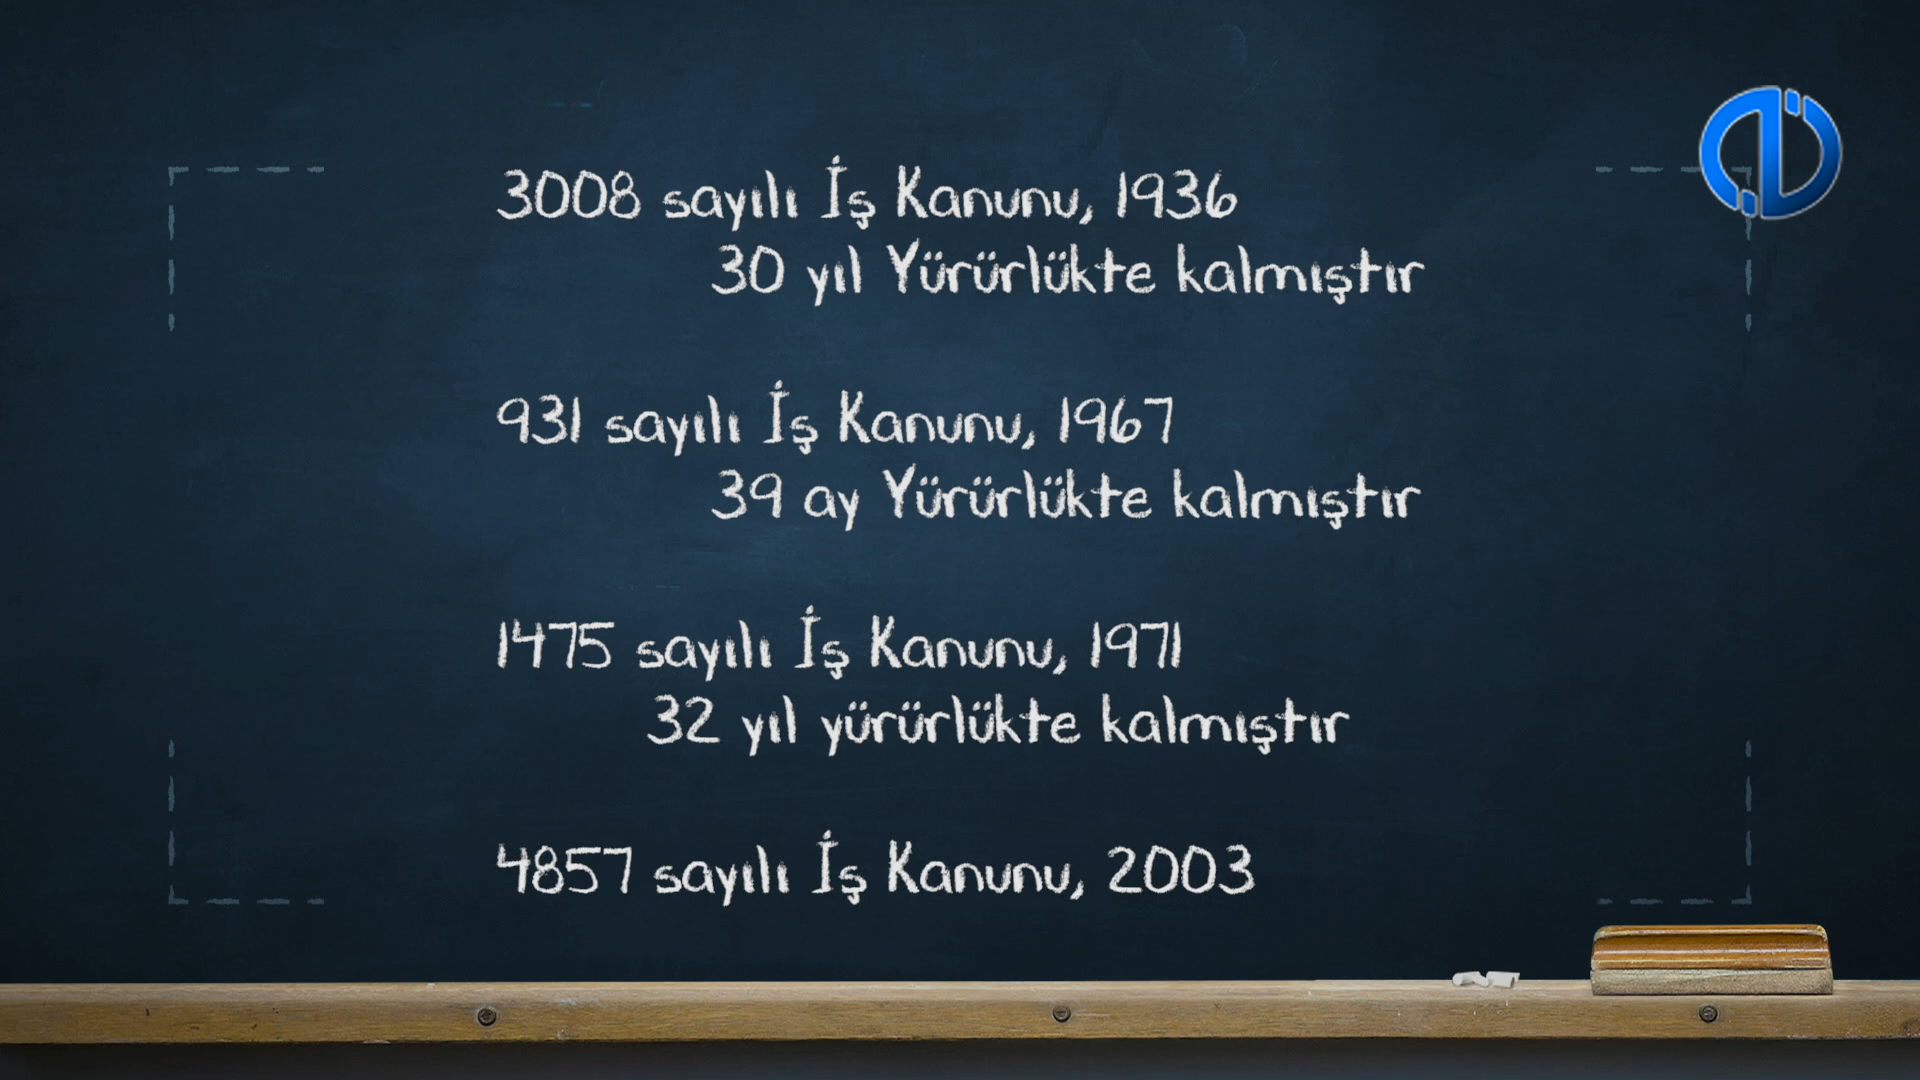 3008 sayılı İş Kanunu, 1936
30 yıl Yürürlükte kalmıştır
931 sayılı İş Kanunu, 1967
39 ay Yürürlükte kalmıştır
1475 sayılı İş Kanunu, 1971
32 yıl yürürlükte kalmıştır
4857 sayılı İş Kanunu, 2003